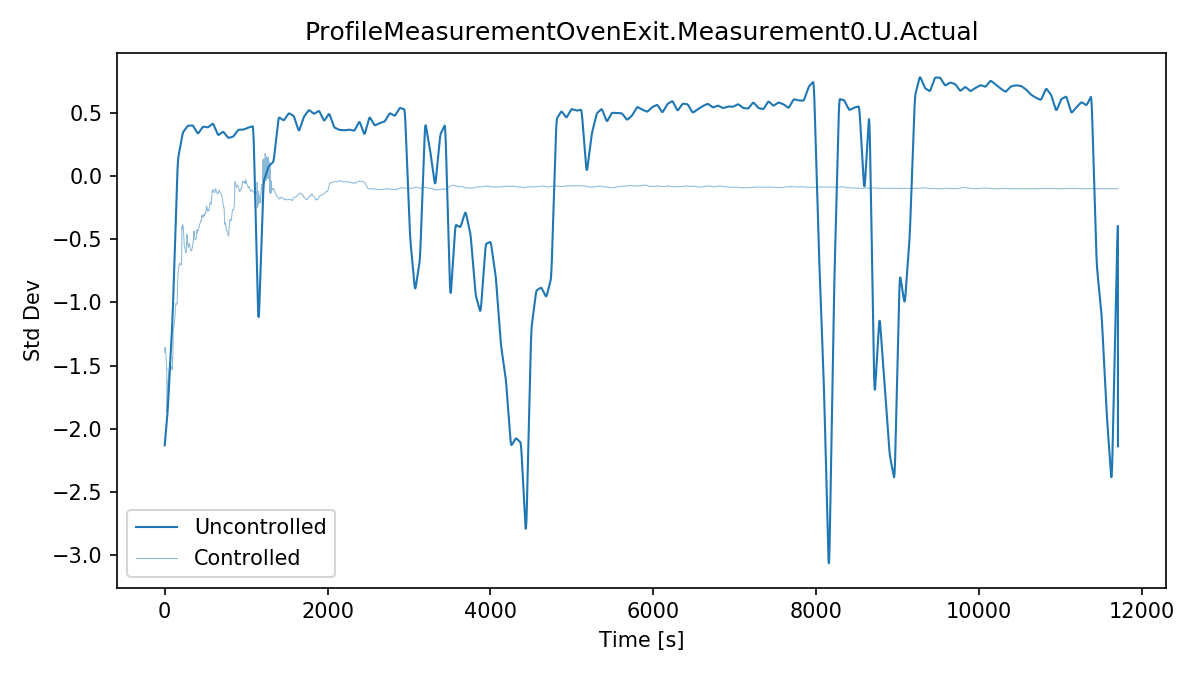 ProfileMeasurementOvenExit.Measurement0.U.Actual
Std Dev
0.5
0.0
−0.5
−1.0
−1.5
−2.0
−2.5
−3.0
Uncontrolled
Controlled
0 2000 4000 6000 8000 10000 12000
Time [s]